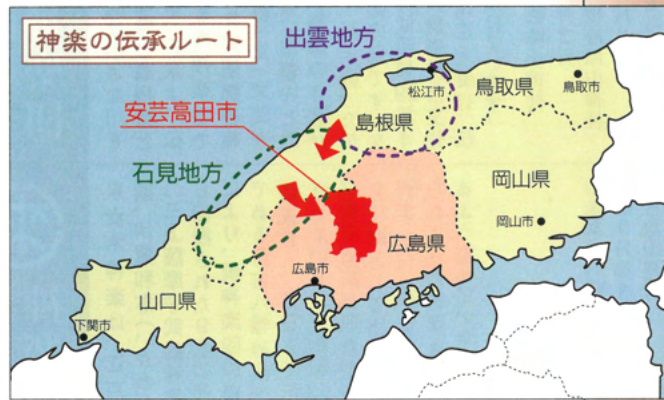 神楽の伝承ルート
出雲地方
松江市
鳥取県
鳥取市
安芸高田市
島根県
石見地方
岡山県
岡山市
広島県
広島市
山口県
下関市